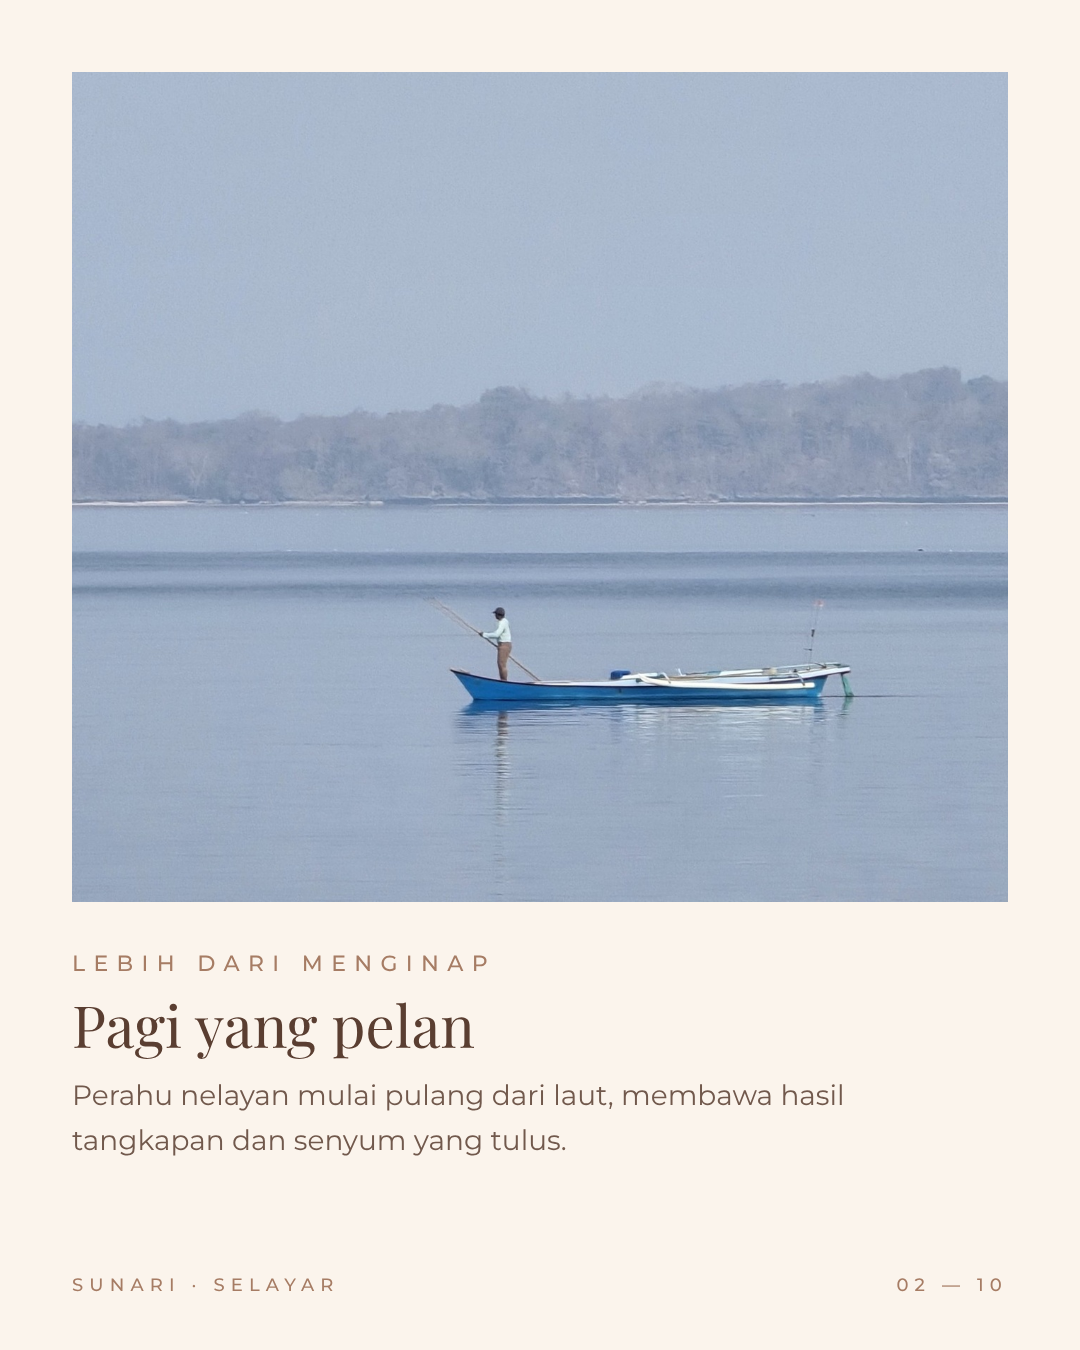 LEBIH DARI MENGINAP
Pagi yang pelan
Perahu nelayan mulai pulang dari laut, membawa hasil
tangkapan dan senyum yang tulus.
SUNARI · SELAYAR
02 — 10